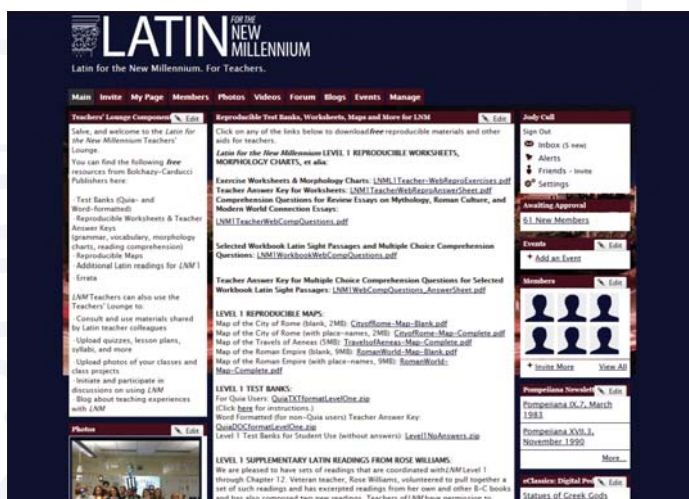 LATIN FOR THE NEW MILLENNIUM
Latin for the New Millennium. For Teachers.
Main Invite My Page Members Photos Videos Forum Blogs Events Manage
Teachers' Lounge Component Edit
Salve, and welcome to the Latin for
the New Millennium Teachers'
Lounge.
You can find the following free
resources from Bolchazy-Carducci
Publishers here:
· Test Banks (Quia- and
Word-formatted)
· Reproducible Worksheets & Teacher
Answer Keys
(grammar, vocabulary, morphology
charts, reading comprehension)
· Reproducible Maps
· Additional Latin readings for LNM 1
· Errata
LNM Teachers can also use the
Teachers' Lounge to:
· Consult and use materials shared
by Latin teacher colleagues
· Upload quizzes, lesson plans,
syllabi, and more
· Upload photos of your classes and
class projects
· Initiate and participate in
discussions on using LNM
· Blog about teaching experiences
with LNM
Photos Edit
Reproducible Test Banks, Worksheets, Maps and More for LNM Edit
Click on any of the links below to download free reproducible materials and other
aids for teachers.
Latin for the New Millennium LEVEL 1 REPRODUCIBLE WORKSHEETS,
MORPHOLOGY CHARTS, et alia:
Exercise Worksheets & Morphology Charts: LNML1Teacher-WebReproExercises.pdf
Teacher Answer Key for Worksheets: LNM1TeacherWebReproAnswerSheet.pdf
Comprehension Questions for Review Essays on Mythology, Roman Culture, and
Modern World Connection Essays:
LNM1TeacherWebCompQuestions.pdf
Selected Workbook Latin Sight Passages and Multiple Choice Comprehension
Questions: LNM1WorkbookWebCompQuestions.pdf
Teacher Answer Key for Multiple Choice Comprehension Questions for Selected
Workbook Latin Sight Passages: LNM1WebCompQuestions_AnswerSheet.pdf
LEVEL 1 REPRODUCIBLE MAPS:
Map of the City of Rome (blank, 2MB): CityofRome-Map-Blank.pdf
Map of the City of Rome (with place-names, 2MB): CityofRome-Map-Complete.pdf
Map of the Travels of Aeneas (5MB): TravelsofAeneas-Map-Complete.pdf
Map of the Roman Empire (blank, 9MB): RomanWorld-Map-Blank.pdf
Map of the Roman Empire (with place-names, 9MB): RomanWorld-
Map-Complete.pdf
LEVEL 1 TEST BANKS:
For Quia Users: QuiaTXTformatLevelOne.zip
(Click here for instructions.)
Word Formatted (for non-Quia users) Teacher Answer Key:
QuiaDOCformatLevelOne.zip
Level 1 Test Banks for Student Use (without answers): Level1NoAnswers.zip
LEVEL 1 SUPPLEMENTARY LATIN READINGS FROM ROSE WILLIAMS:
We are pleased to have sets of readings that are coordinated with LNM Level 1
through Chapter 12. Veteran teacher, Rose Williams, volunteered to pull together a
set of such readings and has excerpted readings from her own and other B-C books
and has also composed two new readings. Teachers of LNM have permission to
Jody Cull
Sign Out
Inbox (5 new)
Alerts
Friends - Invite
Settings
Awaiting Approval
61 New Members
Events Edit
+ Add an Event
Members Edit
+ Invite More View All
Pompeiiana Newslett Edit
Pompeiiana IX.7, March
1983
Pompeiiana XVII.3,
November 1990
More...
eClassics: Digital Ped Edit
Statues of Greek Gods